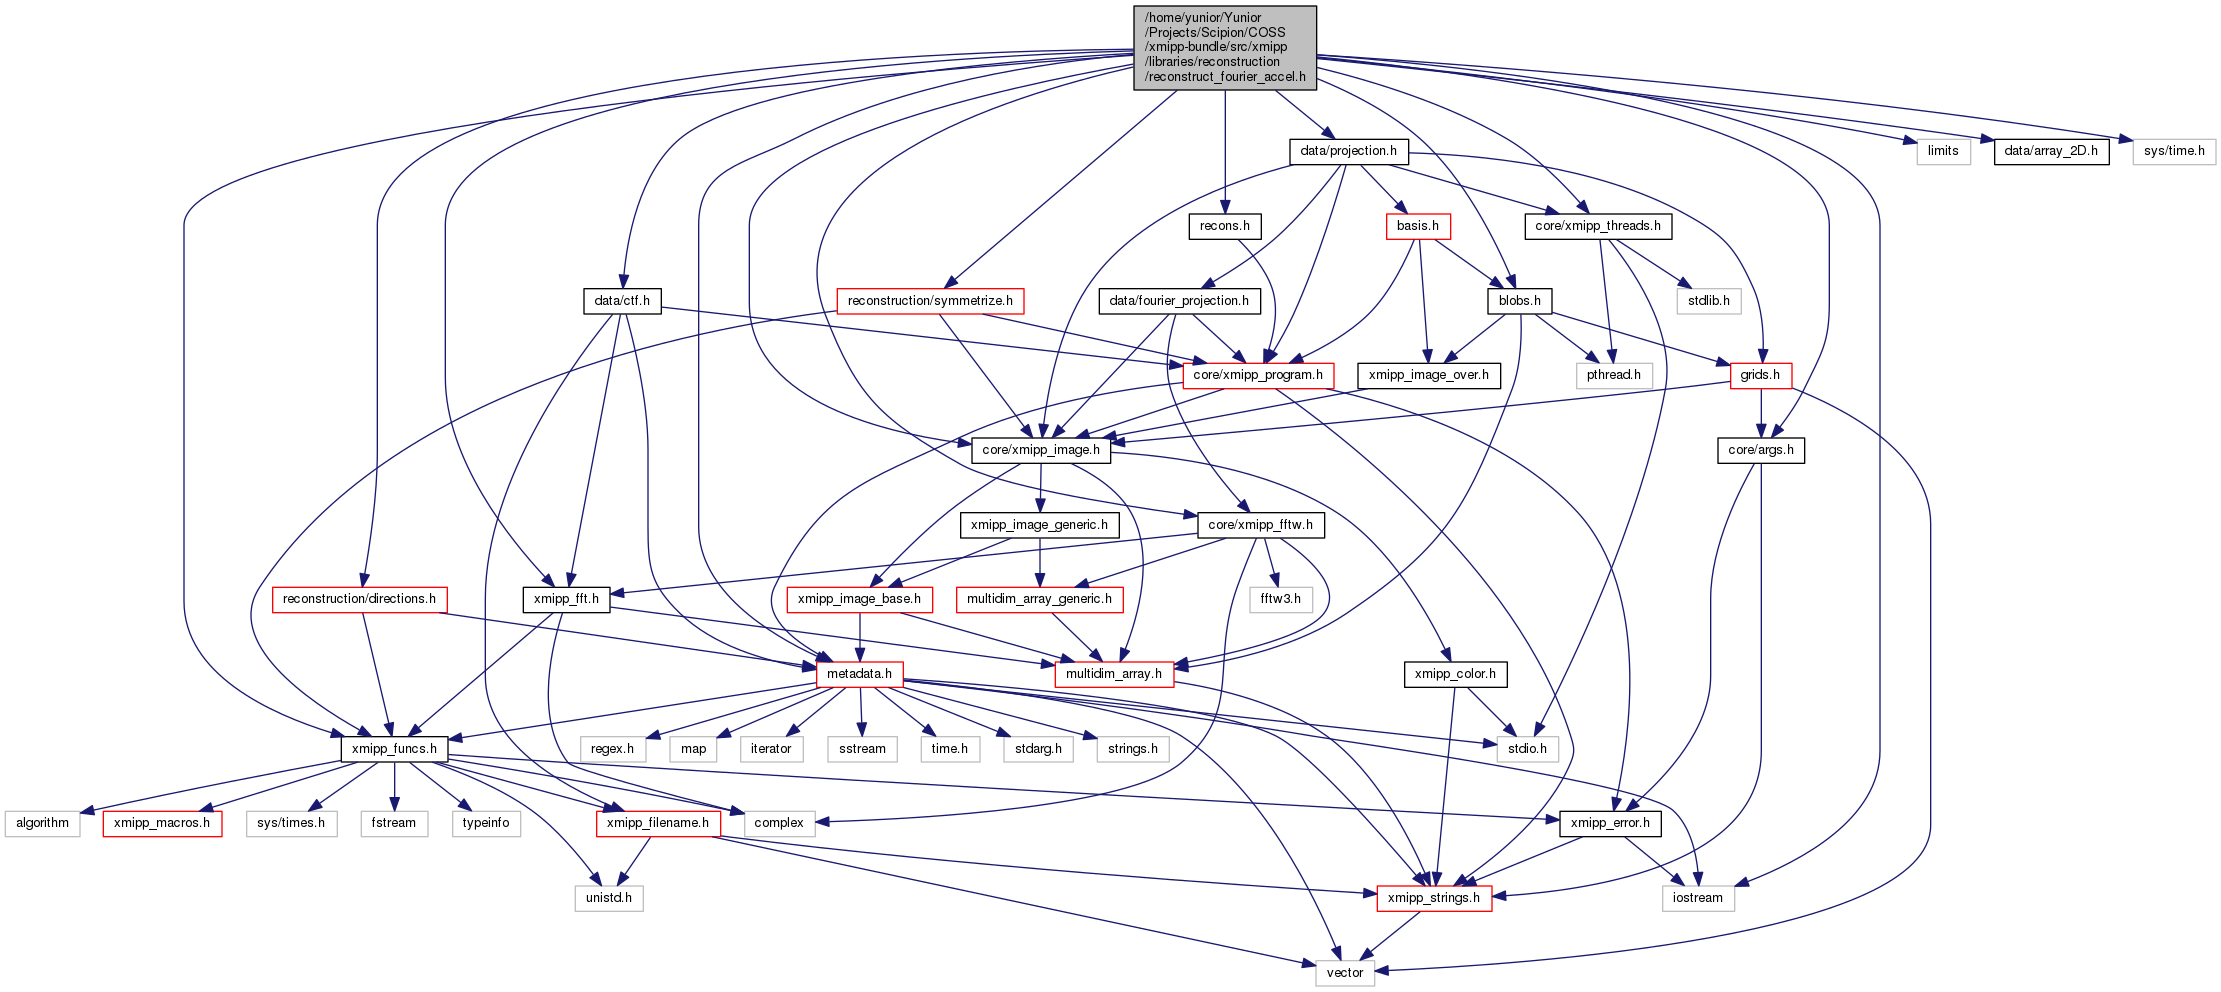 /home/yunior/Yunior
/Projects/Scipion/COSS
/xmipp-bundle/src/xmipp
/libraries/reconstruction
/reconstruct_fourier_accel.h
data/projection.h
limits
data/array_2D.h
sys/time.h
recons.h
basis.h
core/xmipp_threads.h
data/ctf.h
reconstruction/symmetrize.h
data/fourier_projection.h
blobs.h
stdlib.h
core/xmipp_program.h
xmipp_image_over.h
pthread.h
grids.h
core/xmipp_image.h
core/args.h
xmipp_image_generic.h
core/xmipp_fftw.h
reconstruction/directions.h
xmipp_fft.h
xmipp_image_base.h
multidim_array_generic.h
fftw3.h
metadata.h
multidim_array.h
xmipp_color.h
xmipp_funcs.h
regex.h
map
iterator
sstream
time.h
stdarg.h
strings.h
stdio.h
algorithm
xmipp_macros.h
sys/times.h
fstream
typeinfo
xmipp_filename.h
complex
xmipp_error.h
unistd.h
xmipp_strings.h
iostream
vector